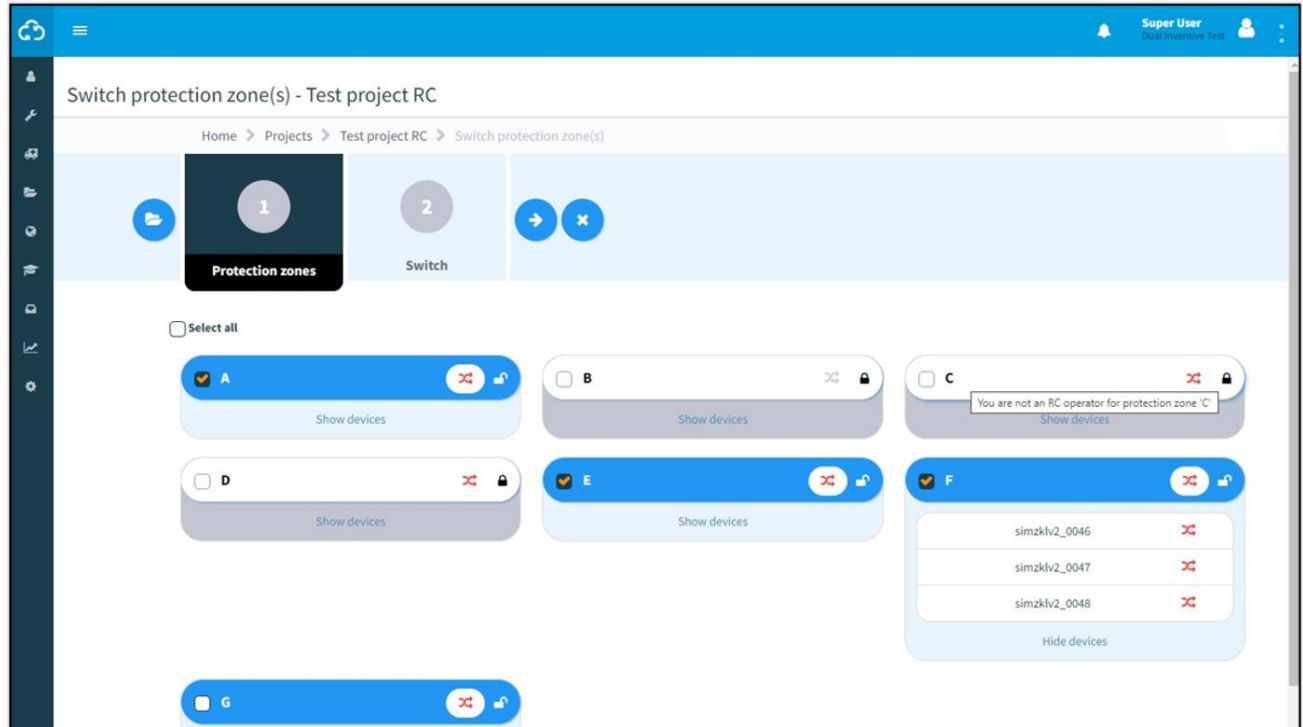 Super User
Dual Inventive Test
Switch protection zone(s) - Test project RC
Home > Projects > Test project RC > Switch protection zone(s)
1
2
Protection zones
Switch
Select all
A
B
C
You are not an RC operator for protection zone 'C'
Show devices
Show devices
Show devices
D
E
F
Show devices
Show devices
simzklv2_0046
simzklv2_0047
simzklv2_0048
Hide devices
G